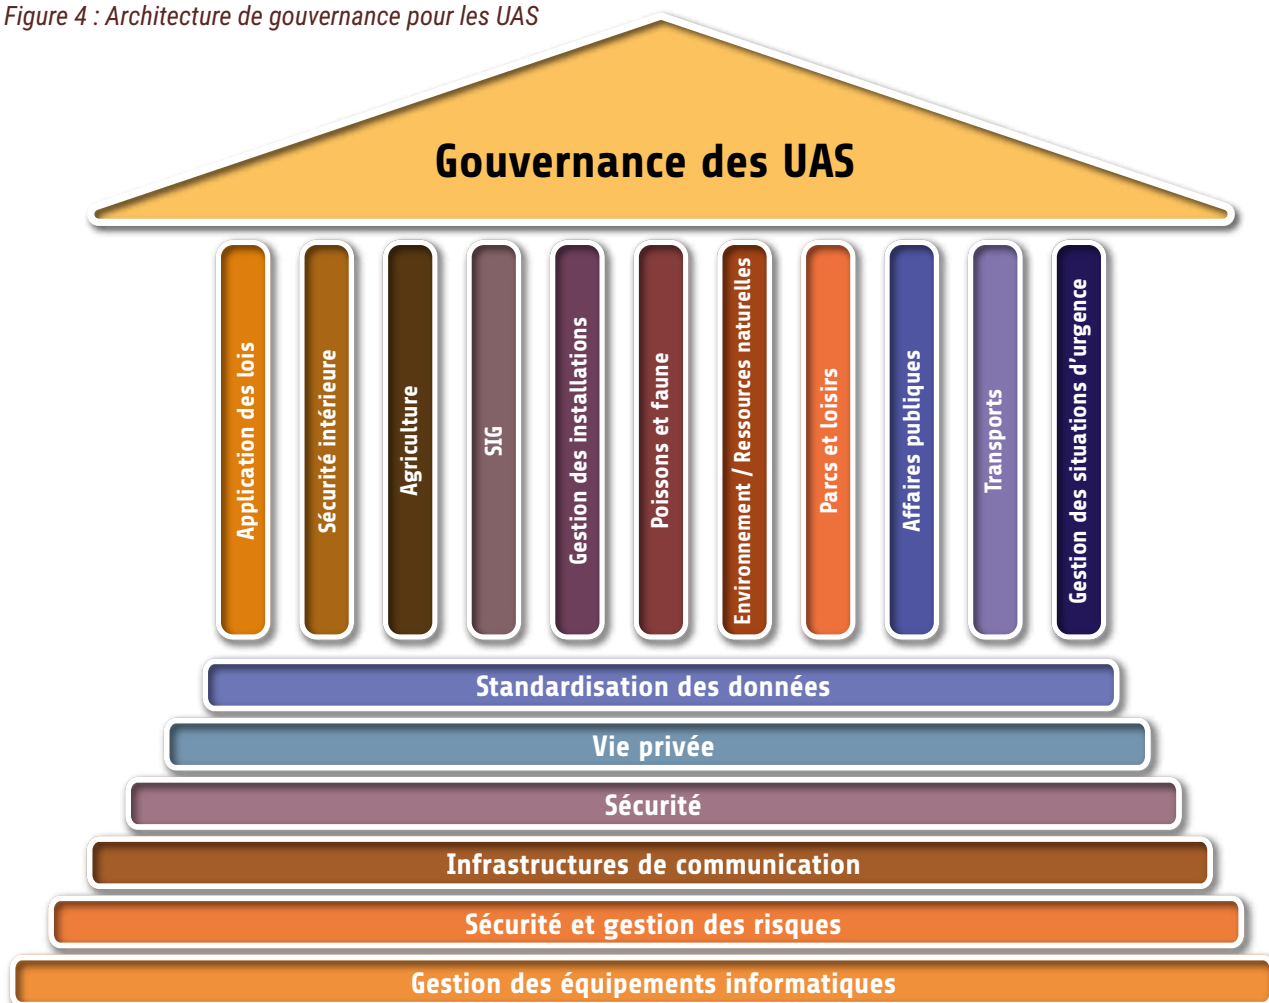 Figure 4 : Architecture de gouvernance pour les UAS
Gouvernance des UAS
Application des lois
Sécurité intérieure
Agriculture
SIG
Gestion des installations
Poissons et faune
Environnement / Ressources naturelles
Parcs et loisirs
Affaires publiques
Transports
Gestion des situations d'urgence
Standardisation des données
Vie privée
Sécurité
Infrastructures de communication
Sécurité et gestion des risques
Gestion des équipements informatiques